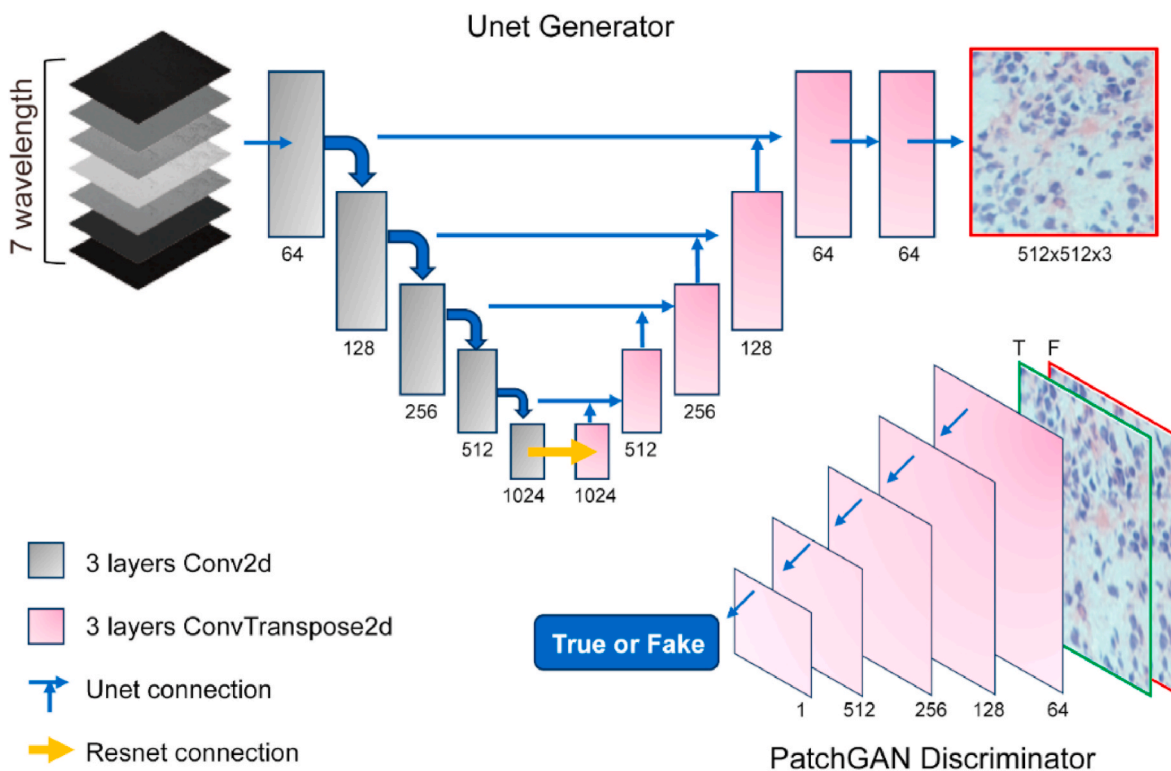 Unet Generator
7 wavelength
64
128
256
512
1024
1024
512
256
128
64
64
512x512x3
T F
3 layers Conv2d
3 layers ConvTranspose2d
Unet connection
Resnet connection
True or Fake
1
512
256
128
64
PatchGAN Discriminator